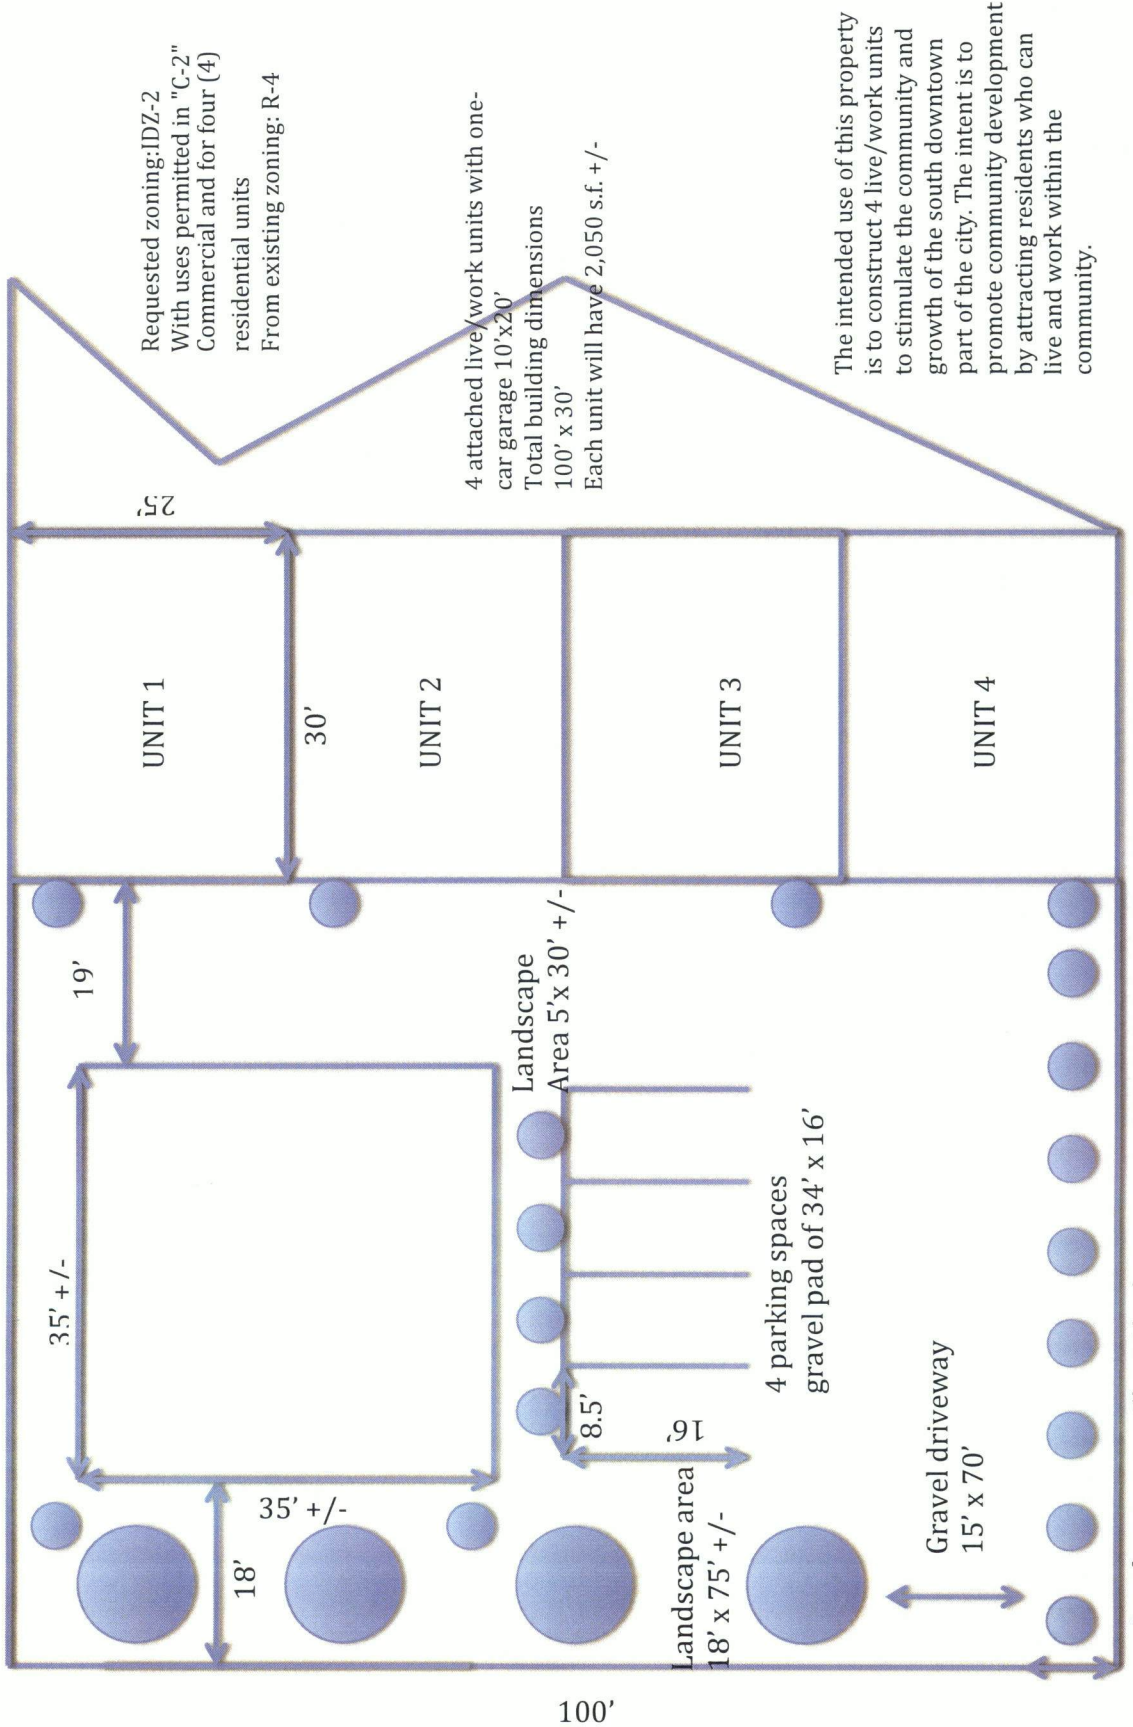 Requested zoning:IDZ-2
With uses permitted in "C-2"
Commercial and for four (4)
residential units
From existing zoning: R-4
4 attached live/work units with one-
car garage 10'x20'
Total building dimensions
100' x 30'
Each unit will have 2,050 s.f. +/-
The intended use of this property
is to construct 4 live/work units
to stimulate the community and
growth of the south downtown
part of the city. The intent is to
promote community development
by attracting residents who can
live and work within the
community.
25'
UNIT 1
30'
UNIT 2
UNIT 3
UNIT 4
19'
35' +/-
35' +/-
18'
Landscape
Area 5'x 30' +/-
8.5'
16'
4 parking spaces
gravel pad of 34' x 16'
Landscape area
18' x 75' +/-
Gravel driveway
15' x 70'
100'